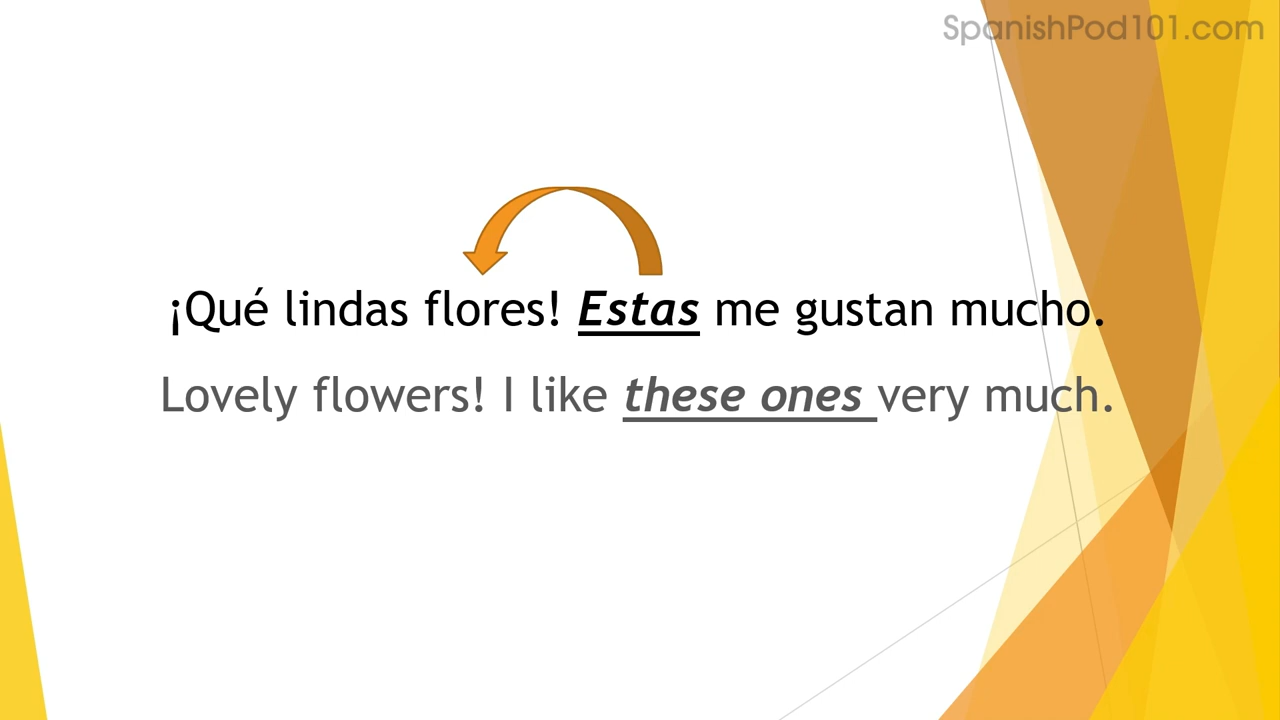 SpanishPod101.com
¡Qué lindas flores! Estas me gustan mucho.
Lovely flowers! I like these ones very much.